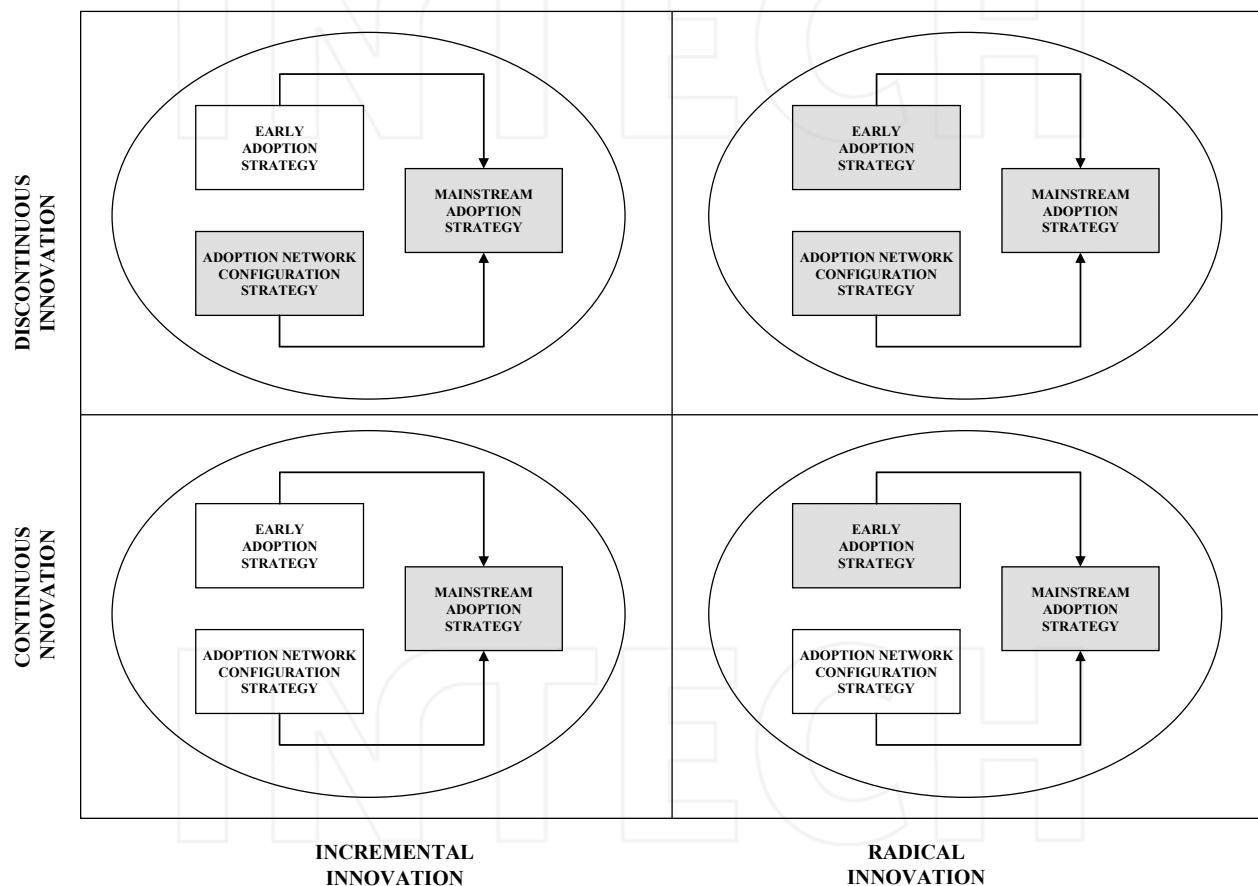 INTECH
DISCONTINUOUS
INNOVATION
EARLY
ADOPTION
STRATEGY
MAINSTREAM
ADOPTION
STRATEGY
ADOPTION NETWORK
CONFIGURATION
STRATEGY
EARLY
ADOPTION
STRATEGY
MAINSTREAM
ADOPTION
STRATEGY
ADOPTION NETWORK
CONFIGURATION
STRATEGY
CONTINUOUS
NNOVATION
EARLY
ADOPTION
STRATEGY
MAINSTREAM
ADOPTION
STRATEGY
ADOPTION NETWORK
CONFIGURATION
STRATEGY
EARLY
ADOPTION
STRATEGY
MAINSTREAM
ADOPTION
STRATEGY
ADOPTION NETWORK
CONFIGURATION
STRATEGY
INTECH
INCREMENTAL
INNOVATION
RADICAL
INNOVATION